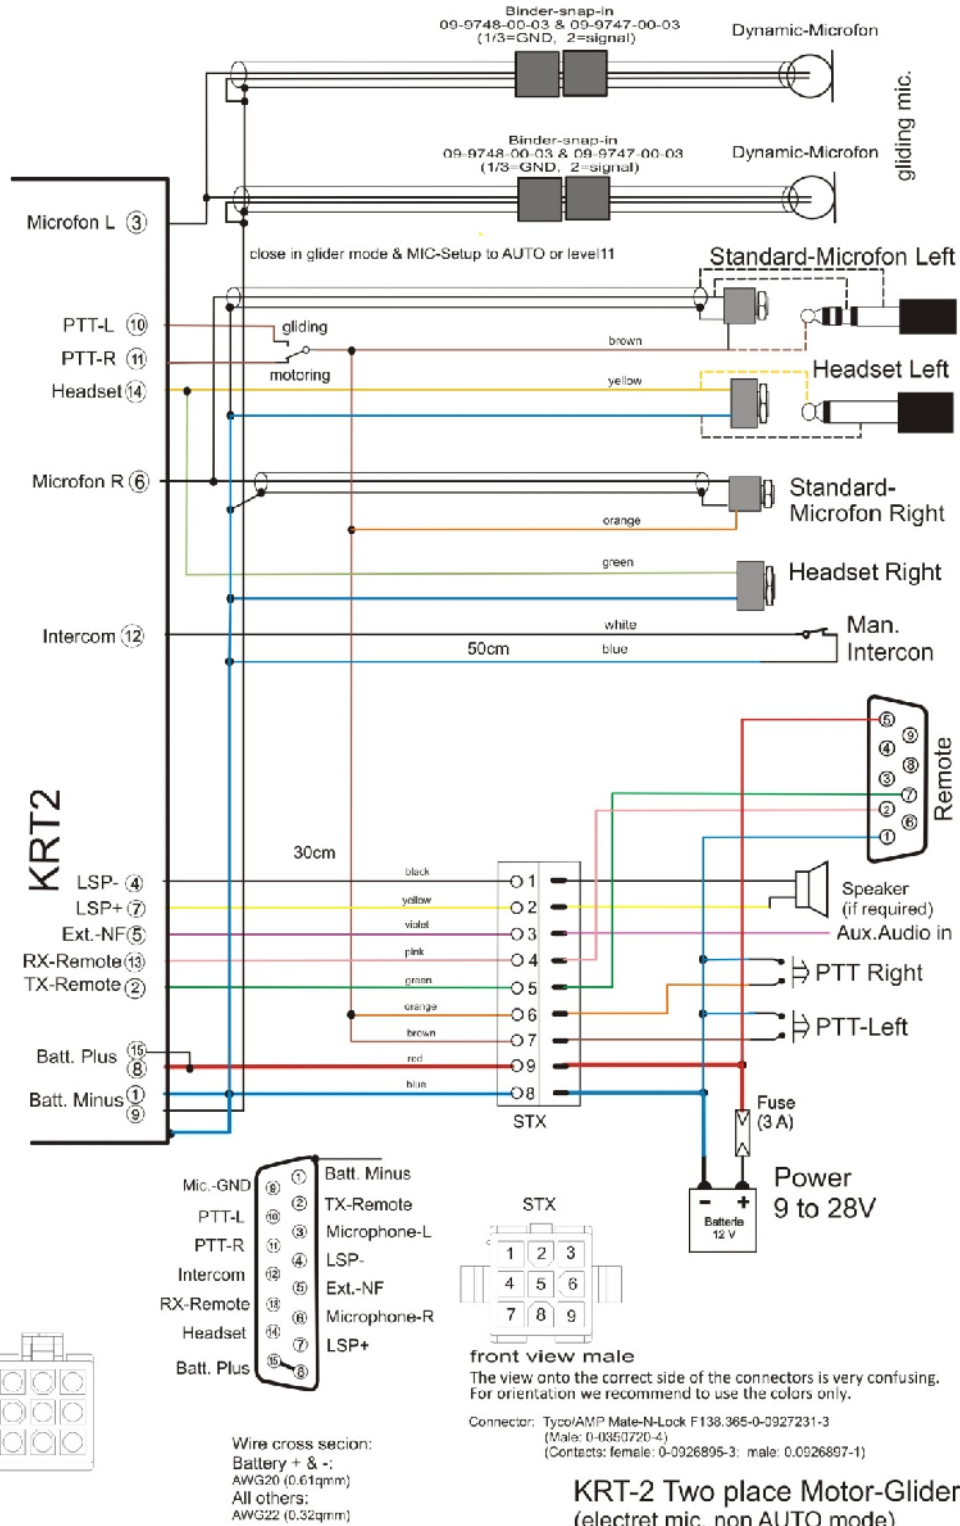 Binder-snap-in
09-9748-00-03 & 09-9747-00-03
(1/3=GND, 2=signal)
Dynamic-Microfon
gliding mic.
Binder-snap-in
09-9748-00-03 & 09-9747-00-03
(1/3=GND, 2=signal)
Dynamic-Microfon
Microfon L 3
close in glider mode & MIC-Setup to AUTO or level11
Standard-Microfon Left
PTT-L 10
gliding
brown
PTT-R 11
motoring
Headset 14
yellow
Headset Left
Microfon R 6
Standard-
Microfon Right
orange
green
Headset Right
Intercom 12
white
Man.
Intercon
50cm
blue
5
9
4
8
3
7
2
6
1
Remote
KRT2
30cm
LSP- 4
black
1
Speaker
(if required)
LSP+ 7
yellow
2
Ext.-NF 5
violet
3
Aux.Audio in
RX-Remote 13
pink
4
PTT Right
TX-Remote 2
green
5
orange
6
PTT-Left
brown
7
Batt. Plus 15
8
red
9
Batt. Minus 1
9
blue
8
STX
Fuse
(3 A)
Power
9 to 28V
- +
Batterie
12 V
1 Batt. Minus
Mic.-GND 9
2 TX-Remote
PTT-L 10
3 Microphone-L
PTT-R 11
4 LSP-
Intercom 12
5 Ext.-NF
RX-Remote 13
6 Microphone-R
Headset 14
7 LSP+
Batt. Plus 15
8
STX
1 2 3
4 5 6
7 8 9
front view male
The view onto the correct side of the connectors is very confusing.
For orientation we recommend to use the colors only.
Connector: Tyco/AMP Mate-N-Lock F138.365-0-0927231-3
(Male: 0-0350720-4)
(Contacts: female: 0-0926895-3; male: 0.0926897-1)
Wire cross secion:
Battery + & -:
AWG20 (0.61qmm)
All others:
AWG22 (0.32qmm)
KRT-2 Two place Motor-Glider
(electret mic, non AUTO mode)